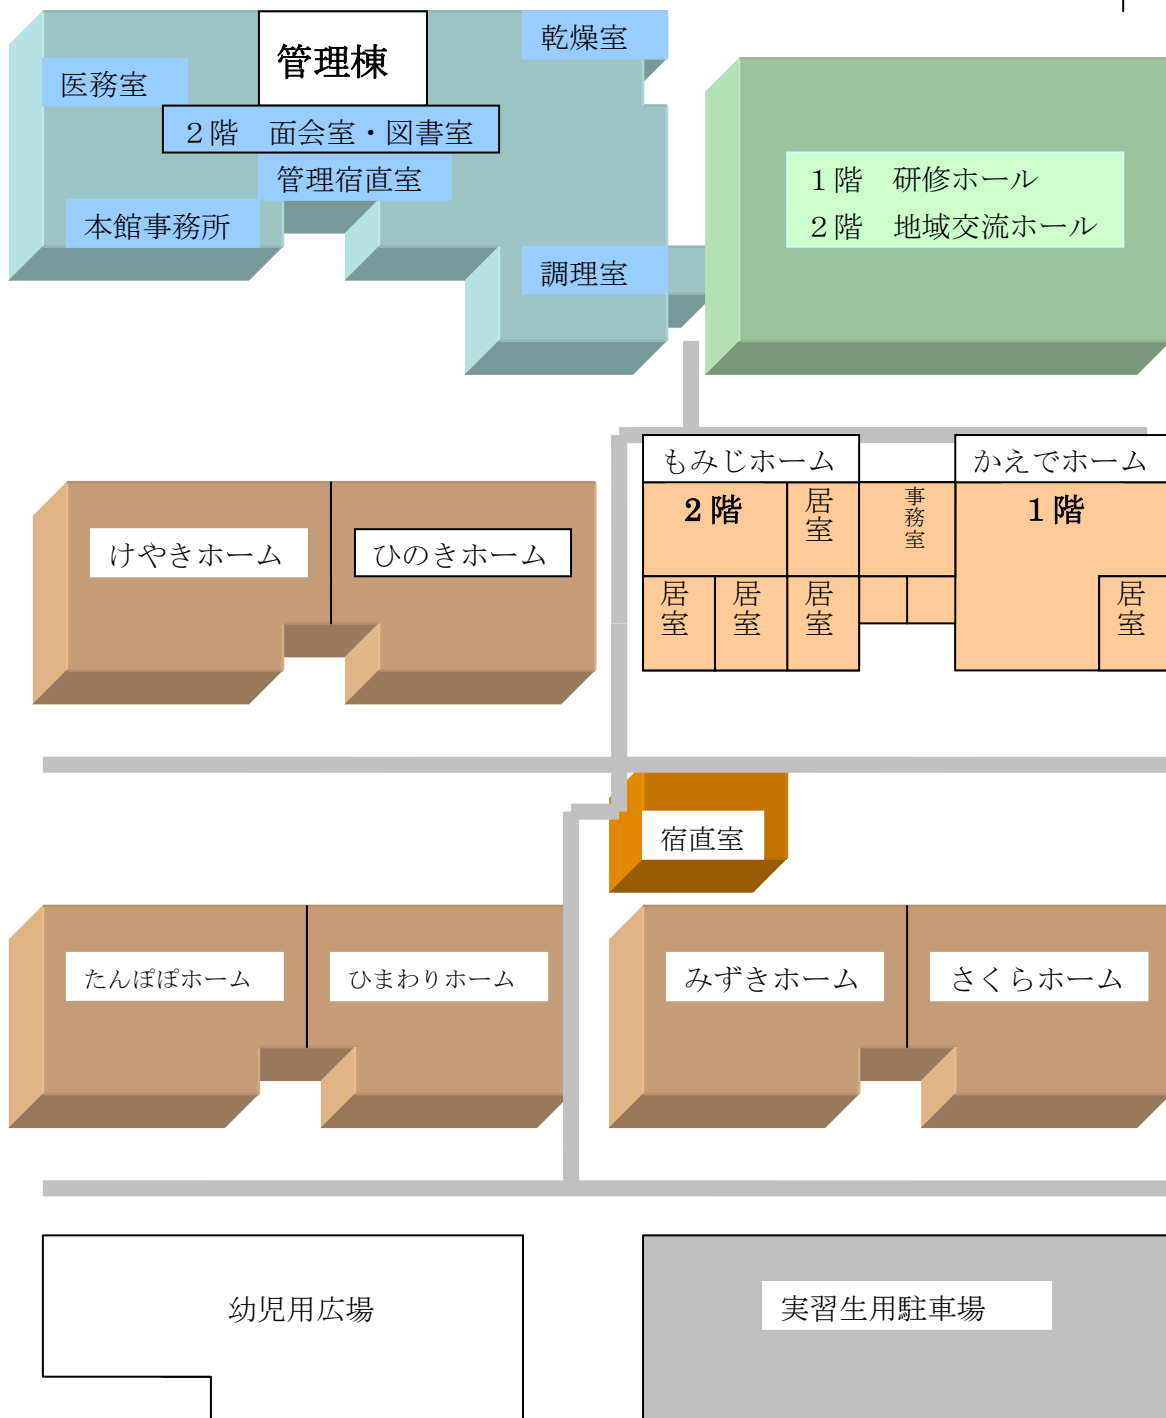 管理棟
乾燥室
医務室
２階　面会室・図書室
管理宿直室
本館事務所
調理室
１階　研修ホール
２階　地域交流ホール
もみじホーム
かえでホーム
２階
居室
事務室
１階
けやきホーム
ひのきホーム
居室
居室
居室
居室
宿直室
たんぽぽホーム
ひまわりホーム
みずきホーム
さくらホーム
幼児用広場
実習生用駐車場